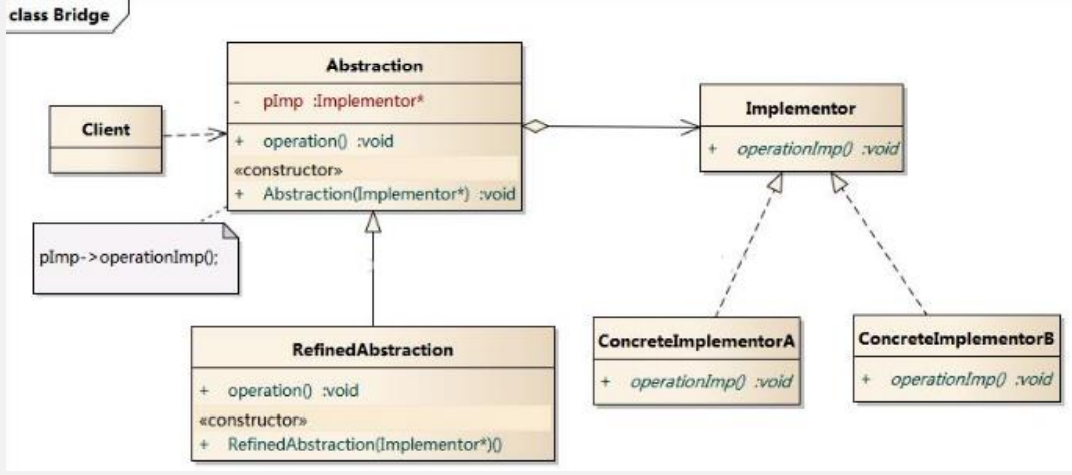 class Bridge
Abstraction
- pImp :Implementor*
+ operation() :void
«constructor»
+ Abstraction(Implementor*) :void
Client
Implementor
+ operationImp() :void
pImp->operationImp();
RefinedAbstraction
+ operation() :void
«constructor»
+ RefinedAbstraction(Implementor*)()
ConcreteImplementorA
+ operationImp() :void
ConcreteImplementorB
+ operationImp() :void